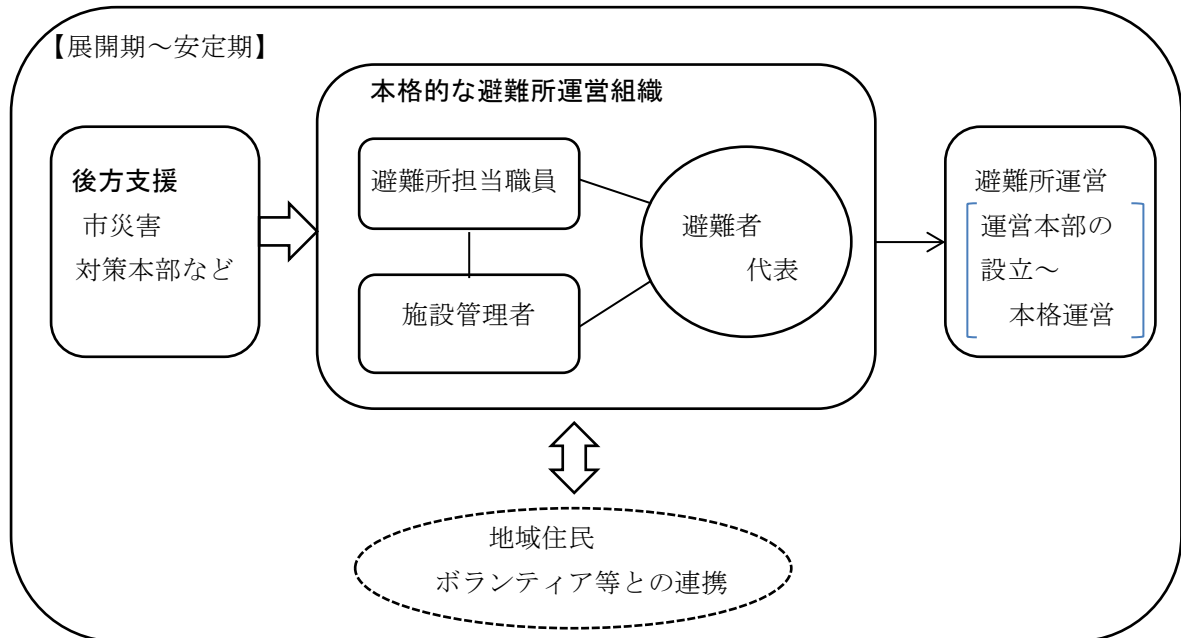 【展開期～安定期】
本格的な避難所運営組織
後方支援
市災害
対策本部など
避難所担当職員
施設管理者
避難者
代表
避難所運営
運営本部の
設立～
本格運営
地域住民
ボランティア等との連携